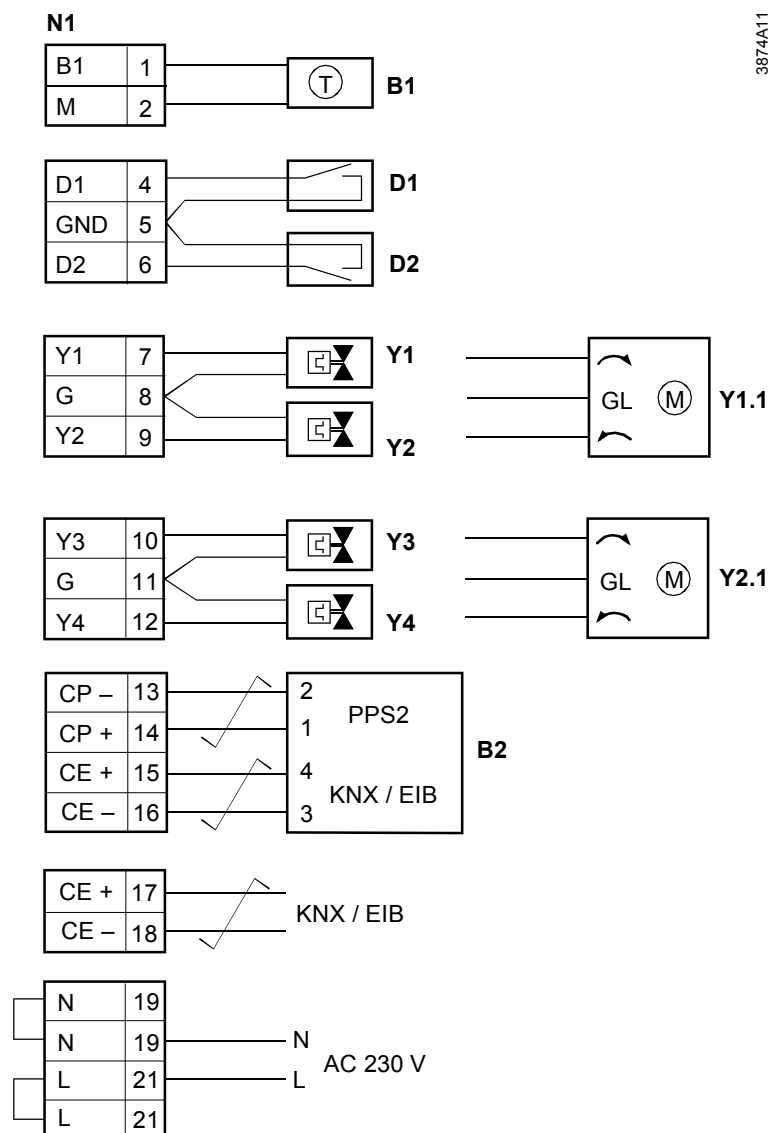 N1
3874A11
B1 1
M 2
T
B1
D1 4
GND 5
D2 6
D1
D2
Y1 7
G 8
Y2 9
Y1
Y2
GL M
Y1.1
Y3 10
G 11
Y4 12
Y3
Y4
GL M
Y2.1
CP – 13
CP + 14
CE + 15
CE – 16
2
1
PPS2
4
3
KNX / EIB
B2
CE + 17
CE – 18
KNX / EIB
N 19
N 19
L 21
L 21
N
L
AC 230 V